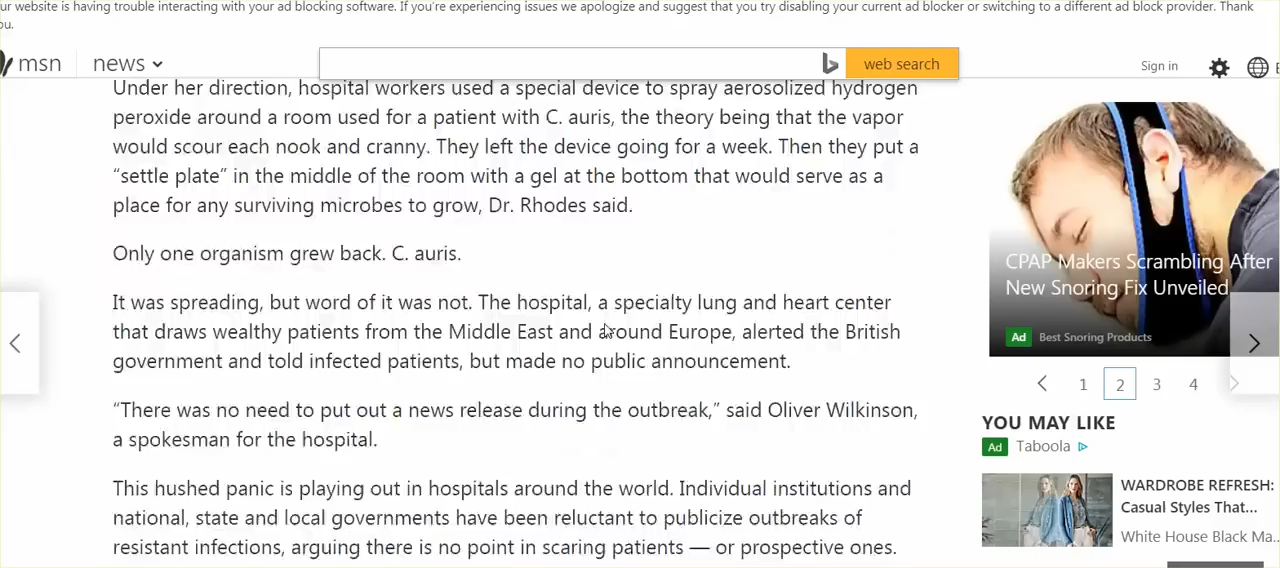 ur website is having trouble interacting with your ad blocking software. If you're experiencing issues we apologize and suggest that you try disabling your current ad blocker or switching to a different ad block provider. Thank
ou.
msn news web search Sign in
Under her direction, hospital workers used a special device to spray aerosolized hydrogen
peroxide around a room used for a patient with C. auris, the theory being that the vapor
would scour each nook and cranny. They left the device going for a week. Then they put a
“settle plate” in the middle of the room with a gel at the bottom that would serve as a
place for any surviving microbes to grow, Dr. Rhodes said.
Only one organism grew back. C. auris.
It was spreading, but word of it was not. The hospital, a specialty lung and heart center
that draws wealthy patients from the Middle East and around Europe, alerted the British
government and told infected patients, but made no public announcement.
“There was no need to put out a news release during the outbreak,” said Oliver Wilkinson,
a spokesman for the hospital.
This hushed panic is playing out in hospitals around the world. Individual institutions and
national, state and local governments have been reluctant to publicize outbreaks of
resistant infections, arguing there is no point in scaring patients — or prospective ones.
CPAP Makers Scrambling After
New Snoring Fix Unveiled
Ad Best Snoring Products
1 2 3 4
YOU MAY LIKE
Ad Taboola
WARDROBE REFRESH:
Casual Styles That...
White House Black Ma...